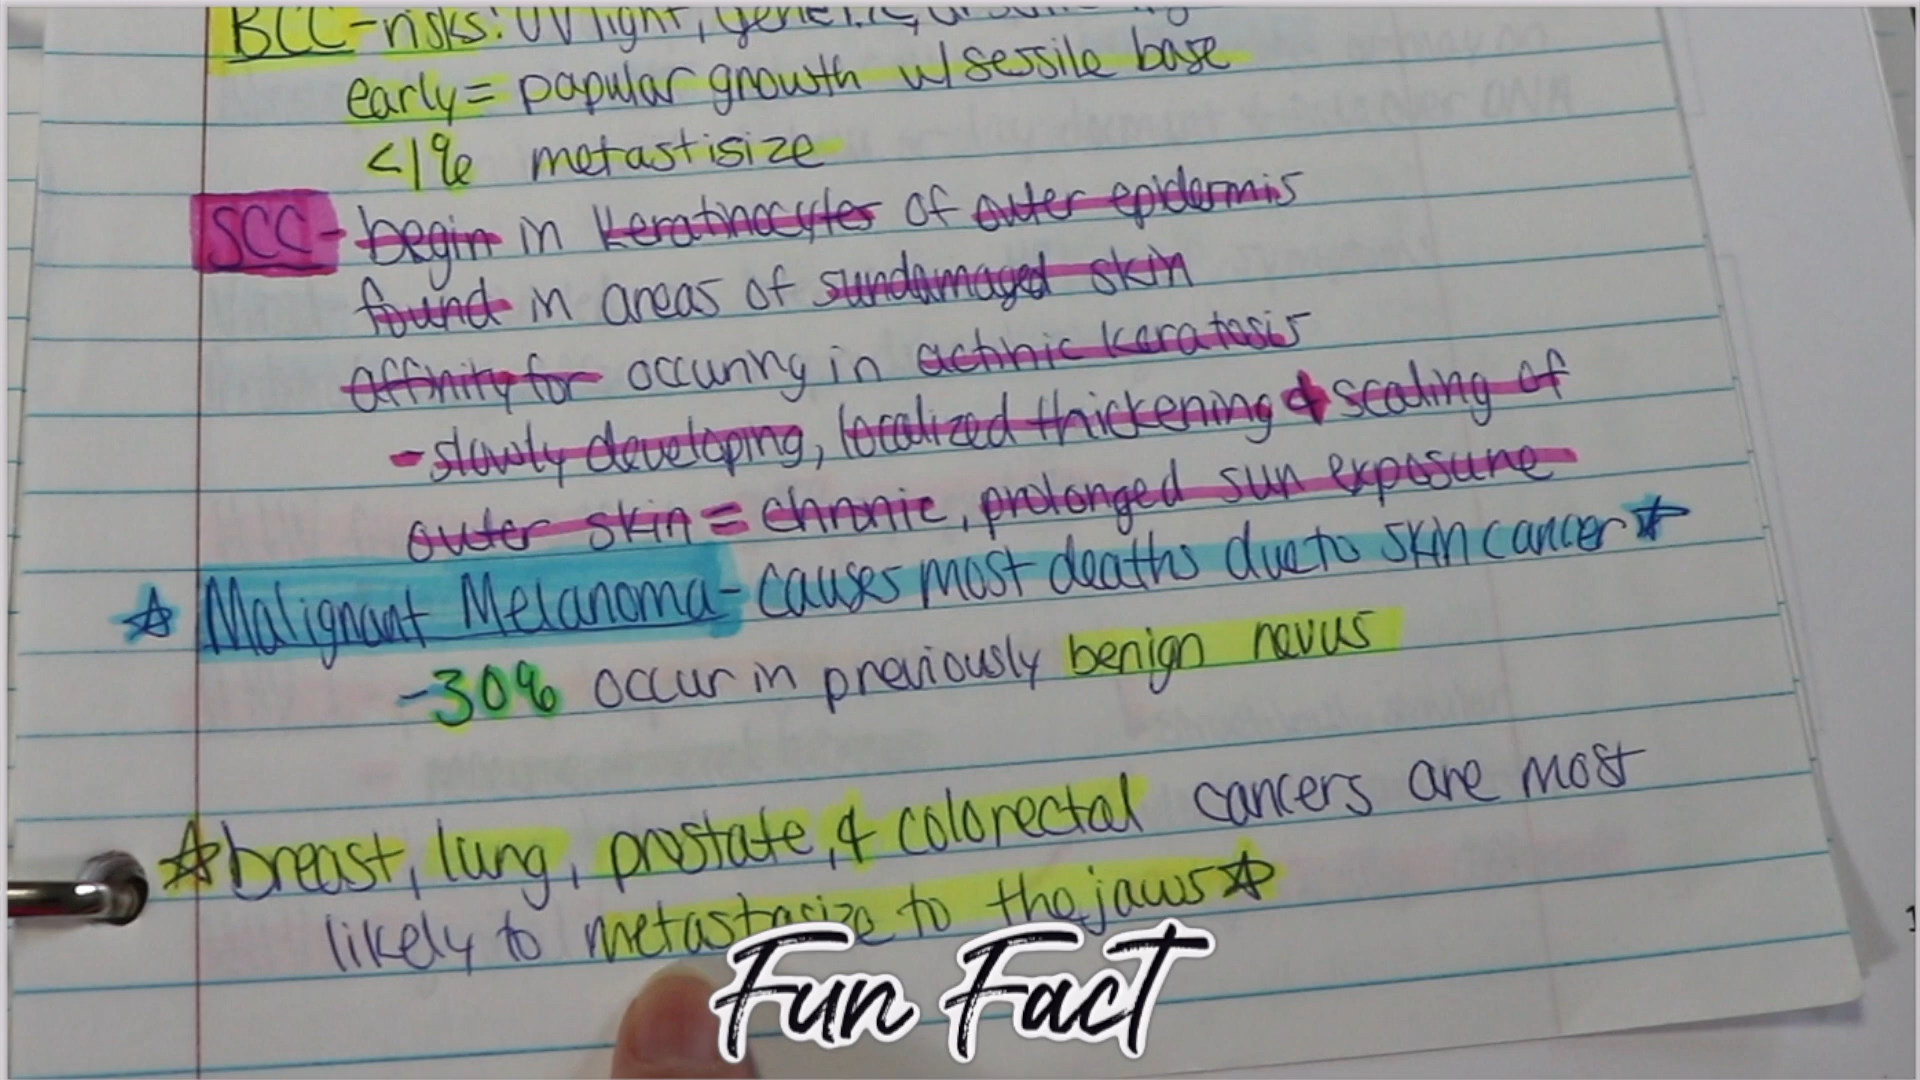 BCC-risks: UV light, genetic,
early= papular growth w/ sessile base
<1% metastisize
SCC- begin in keratinocytes of outer epidermis
found in areas of sundamaged skin
affinity for occuring in actinic keratosis
-slowly developing, localized thickening & scaling of
outer skin = chronic, prolonged sun exposure
☆ Malignant Melanoma- causes most deaths due to skin cancer ☆
-30% occur in previously benign nevus
☆ breast, lung, prostate, & colorectal cancers are most
likely to metastasize to the jaws ☆
Fun Fact